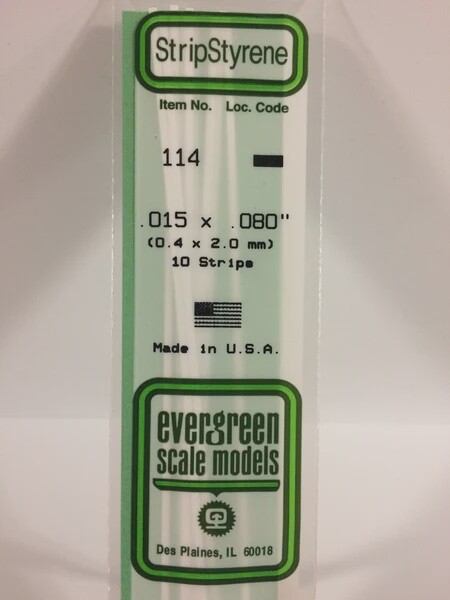 StripStyrene
Item No. Loc. Code
114
.015 x .080"
(0.4 x 2.0 mm)
10 Strips
Made in U.S.A.
evergreen
scale models
Des Plaines, IL 60018